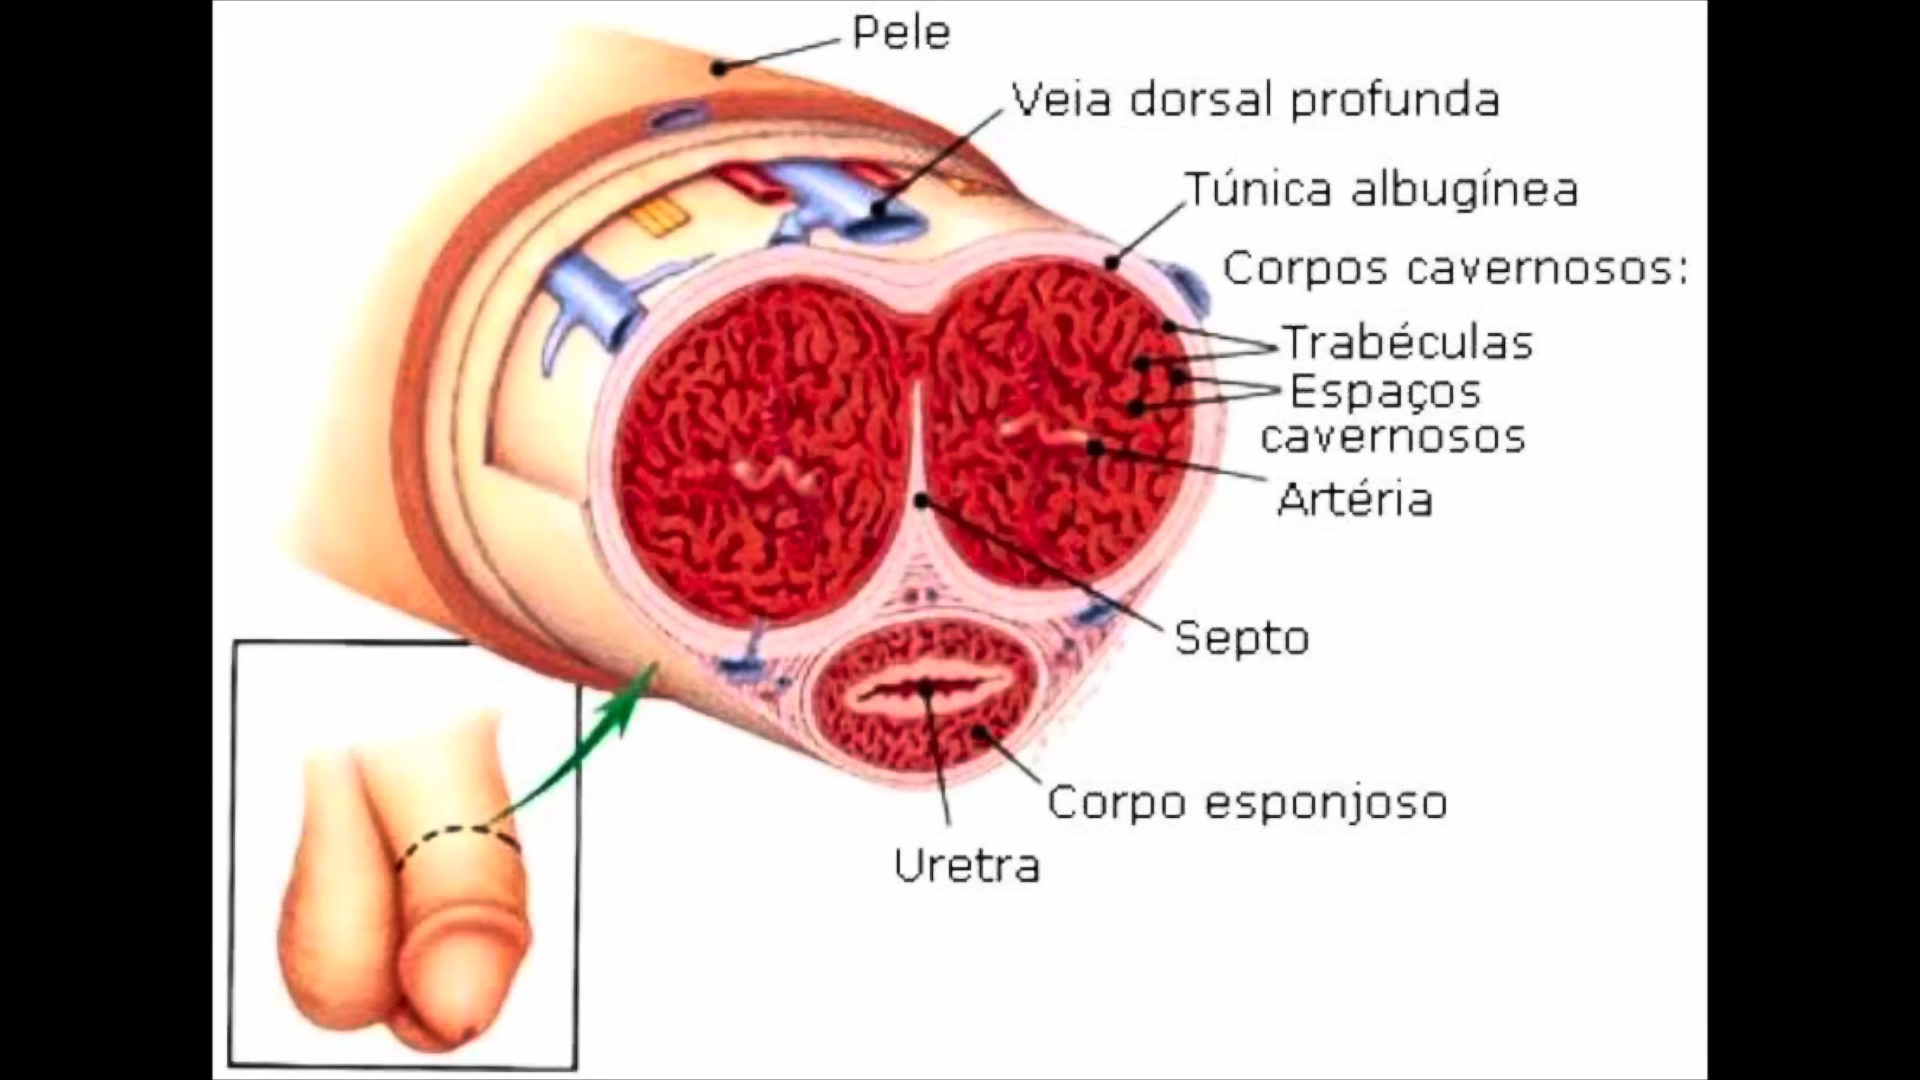 Pele
Veia dorsal profunda
Túnica albugínea
Corpos cavernosos:
Trabéculas
Espaços
cavernosos
Artéria
Septo
Corpo esponjoso
Uretra